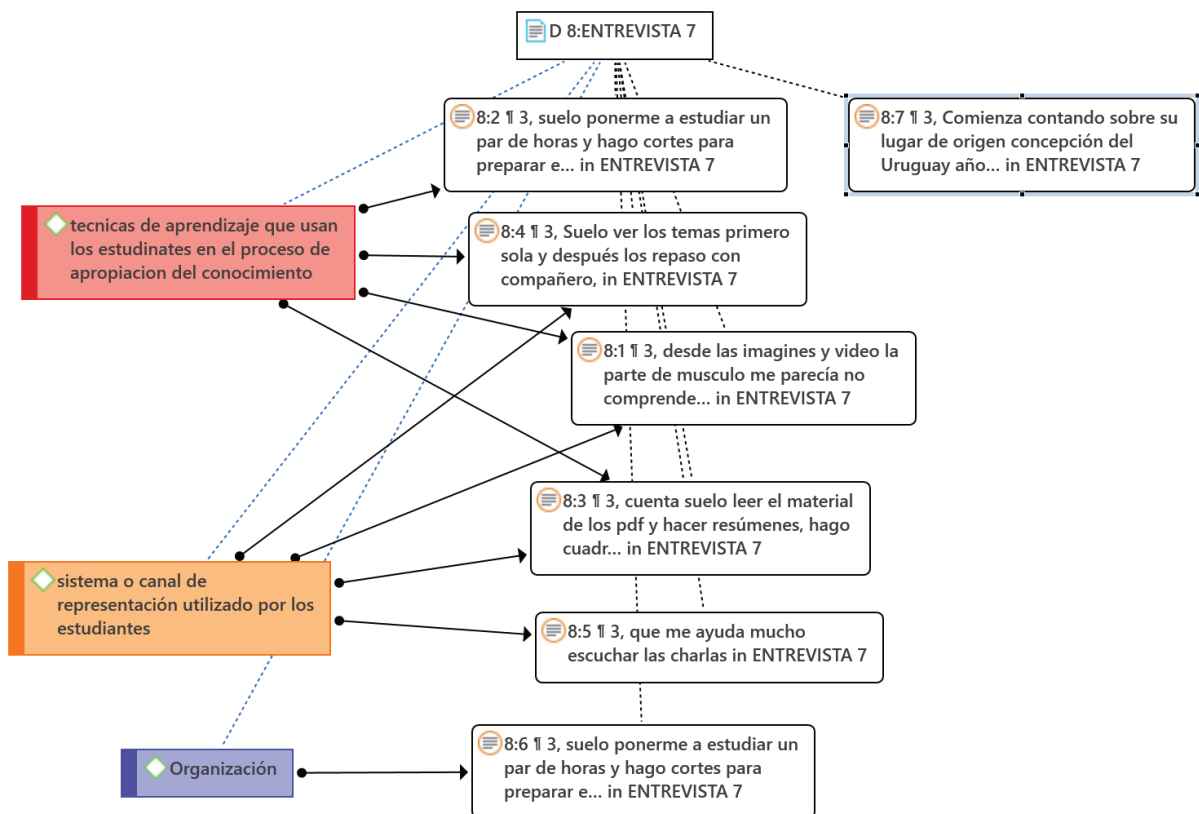 D 8:ENTREVISTA 7
8:2 ¶ 3, suelo ponerme a estudiar un
par de horas y hago cortes para
preparar e... in ENTREVISTA 7
8:7 ¶ 3, Comienza contando sobre su
lugar de origen concepción del
Uruguay año... in ENTREVISTA 7
tecnicas de aprendizaje que usan
los estudinates en el proceso de
apropiacion del conocimiento
8:4 ¶ 3, Suelo ver los temas primero
sola y después los repaso con
compañero, in ENTREVISTA 7
8:1 ¶ 3, desde las imagines y video la
parte de musculo me parecía no
comprende... in ENTREVISTA 7
8:3 ¶ 3, cuenta suelo leer el material
de los pdf y hacer resúmenes, hago
cuadr... in ENTREVISTA 7
sistema o canal de
representación utilizado por los
estudiantes
8:5 ¶ 3, que me ayuda mucho
escuchar las charlas in ENTREVISTA 7
Organización
8:6 ¶ 3, suelo ponerme a estudiar un
par de horas y hago cortes para
preparar e... in ENTREVISTA 7